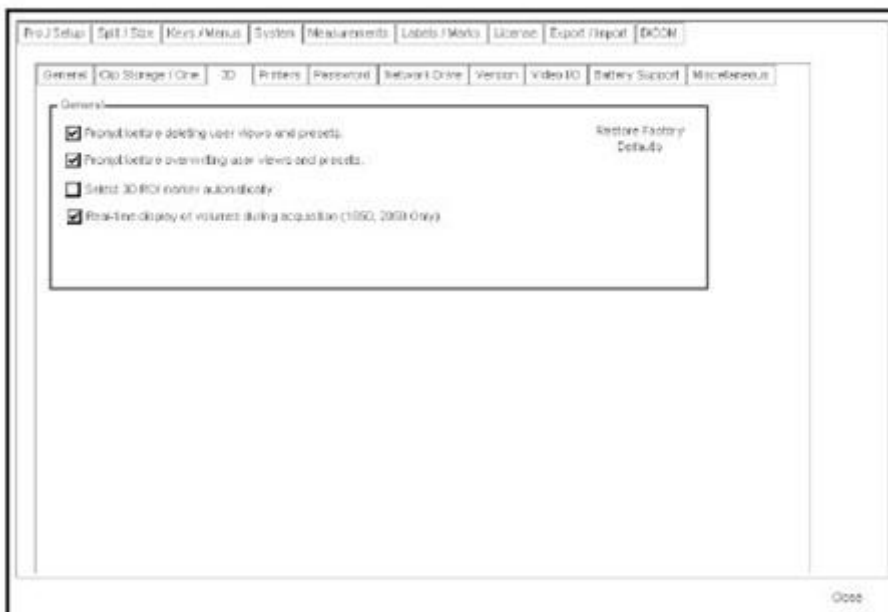 Pro J Setup Split / Size Keys / Menus System Measurements Labels / Marks License Export / Import DICOM
General Clip Storage / Cine 3D Printers Password Network Drive Version Video I/O Battery Support Miscellaneous
General
Prompt before deleting user views and presets.
Restore Factory
Defaults
Prompt before overwriting user views and presets.
Select 3D ROI marker automatically
Real-time display of volumes during acquisition (1850, 2050 Only)
Close